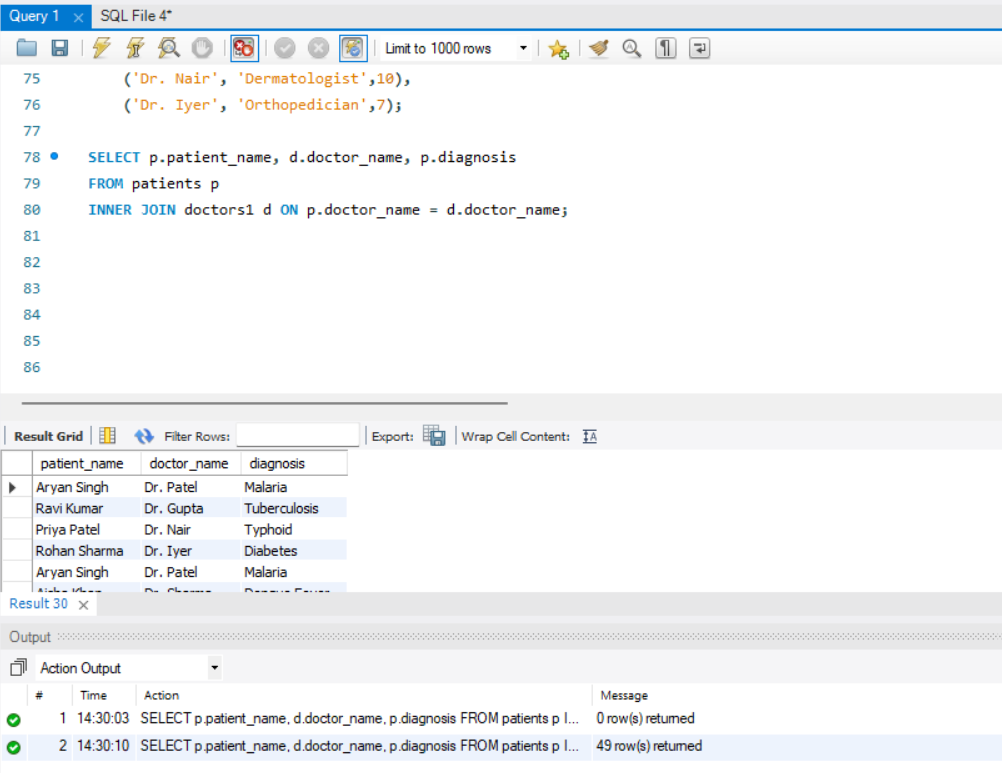 Query 1
SQL File 4*
Limit to 1000 rows
75 ('Dr. Nair', 'Dermatologist',10),
76 ('Dr. Iyer', 'Orthopedician',7);
77
78 SELECT p.patient_name, d.doctor_name, p.diagnosis
79 FROM patients p
80 INNER JOIN doctors1 d ON p.doctor_name = d.doctor_name;
81
82
83
84
85
86
Result Grid Filter Rows: Export: Wrap Cell Content:
patient_name doctor_name diagnosis
Aryan Singh Dr. Patel Malaria
Ravi Kumar Dr. Gupta Tuberculosis
Priya Patel Dr. Nair Typhoid
Rohan Sharma Dr. Iyer Diabetes
Aryan Singh Dr. Patel Malaria
Result 30
Output
Action Output
# Time Action Message
1 14:30:03 SELECT p.patient_name, d.doctor_name, p.diagnosis FROM patients p I... 0 row(s) returned
2 14:30:10 SELECT p.patient_name, d.doctor_name, p.diagnosis FROM patients p I... 49 row(s) returned